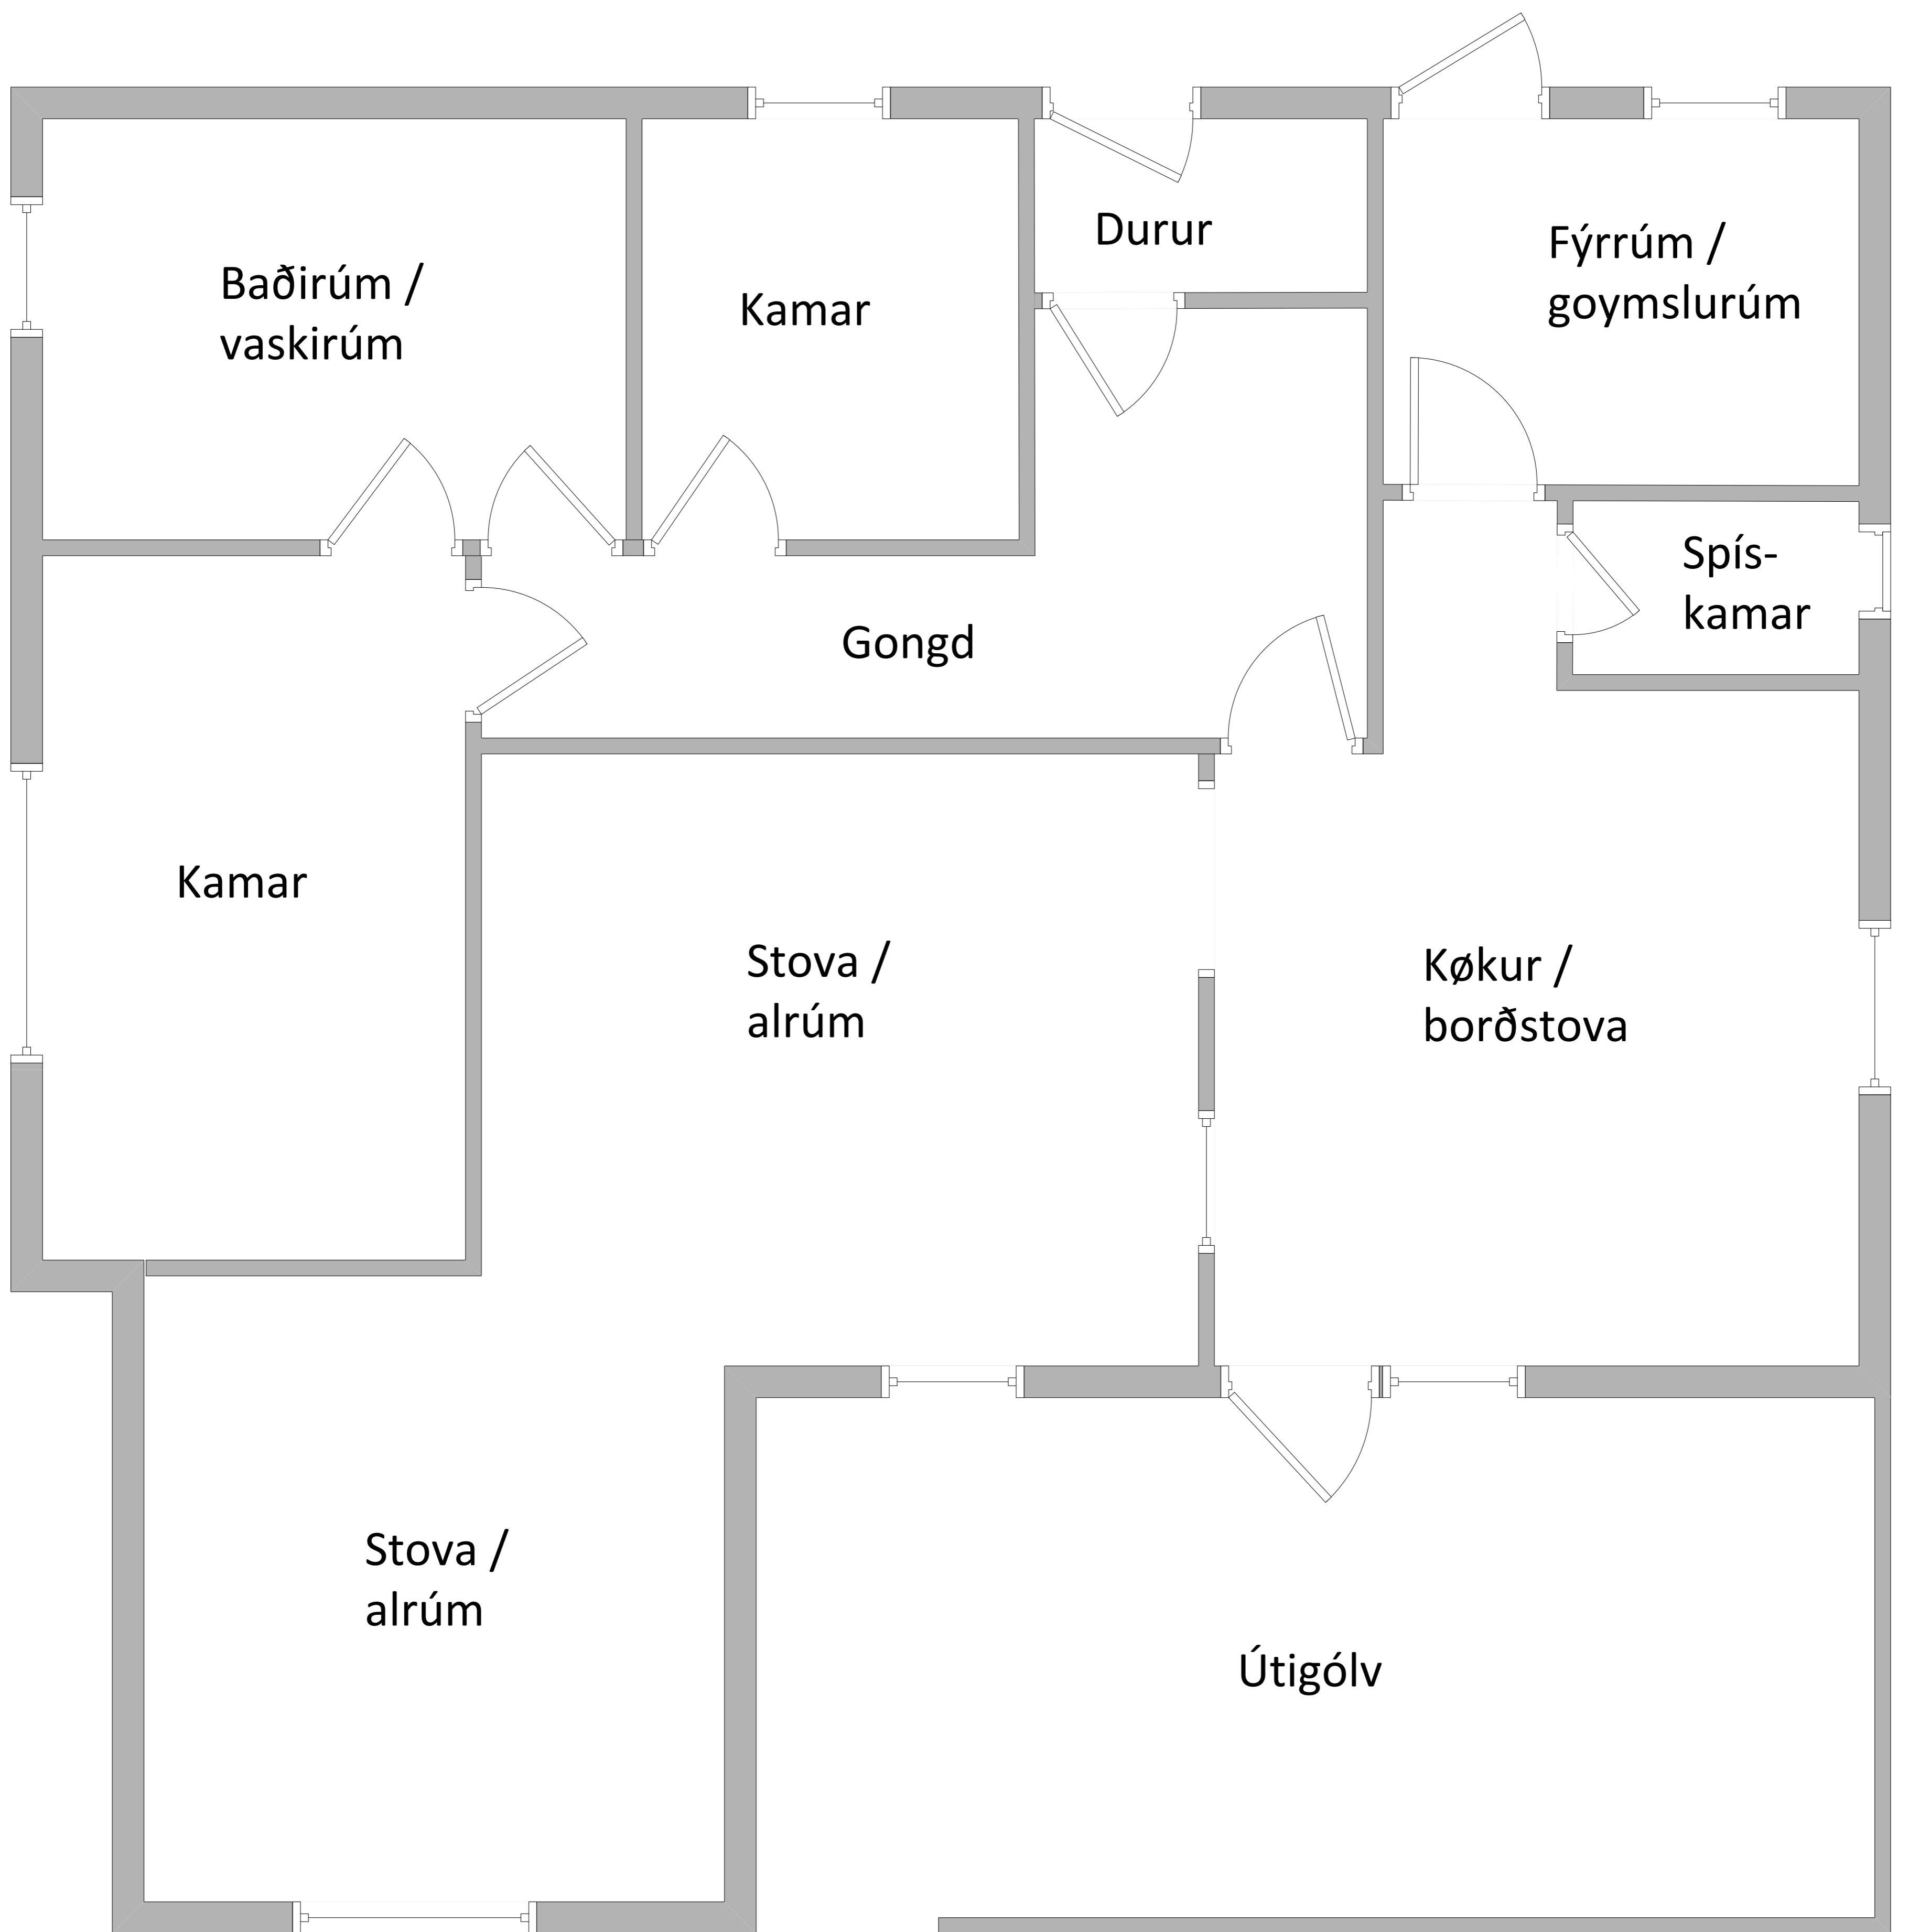 Baðirúm /
vaskirúm
Kamar
Durur
Fýrrúm /
goymslurúm
Spís-
kamar
Gongd
Kamar
Stova /
alrúm
Køkur /
borðstova
Stova /
alrúm
Útigólv